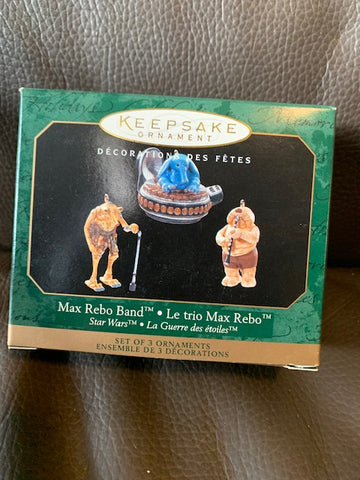 KEEPSAKE
ORNAMENT
DÉCORATIONS DES FÊTES
Max Rebo Band™ • Le trio Max Rebo™
Star Wars™ • La Guerre des étoiles™
SET OF 3 ORNAMENTS
ENSEMBLE DE 3 DÉCORATIONS